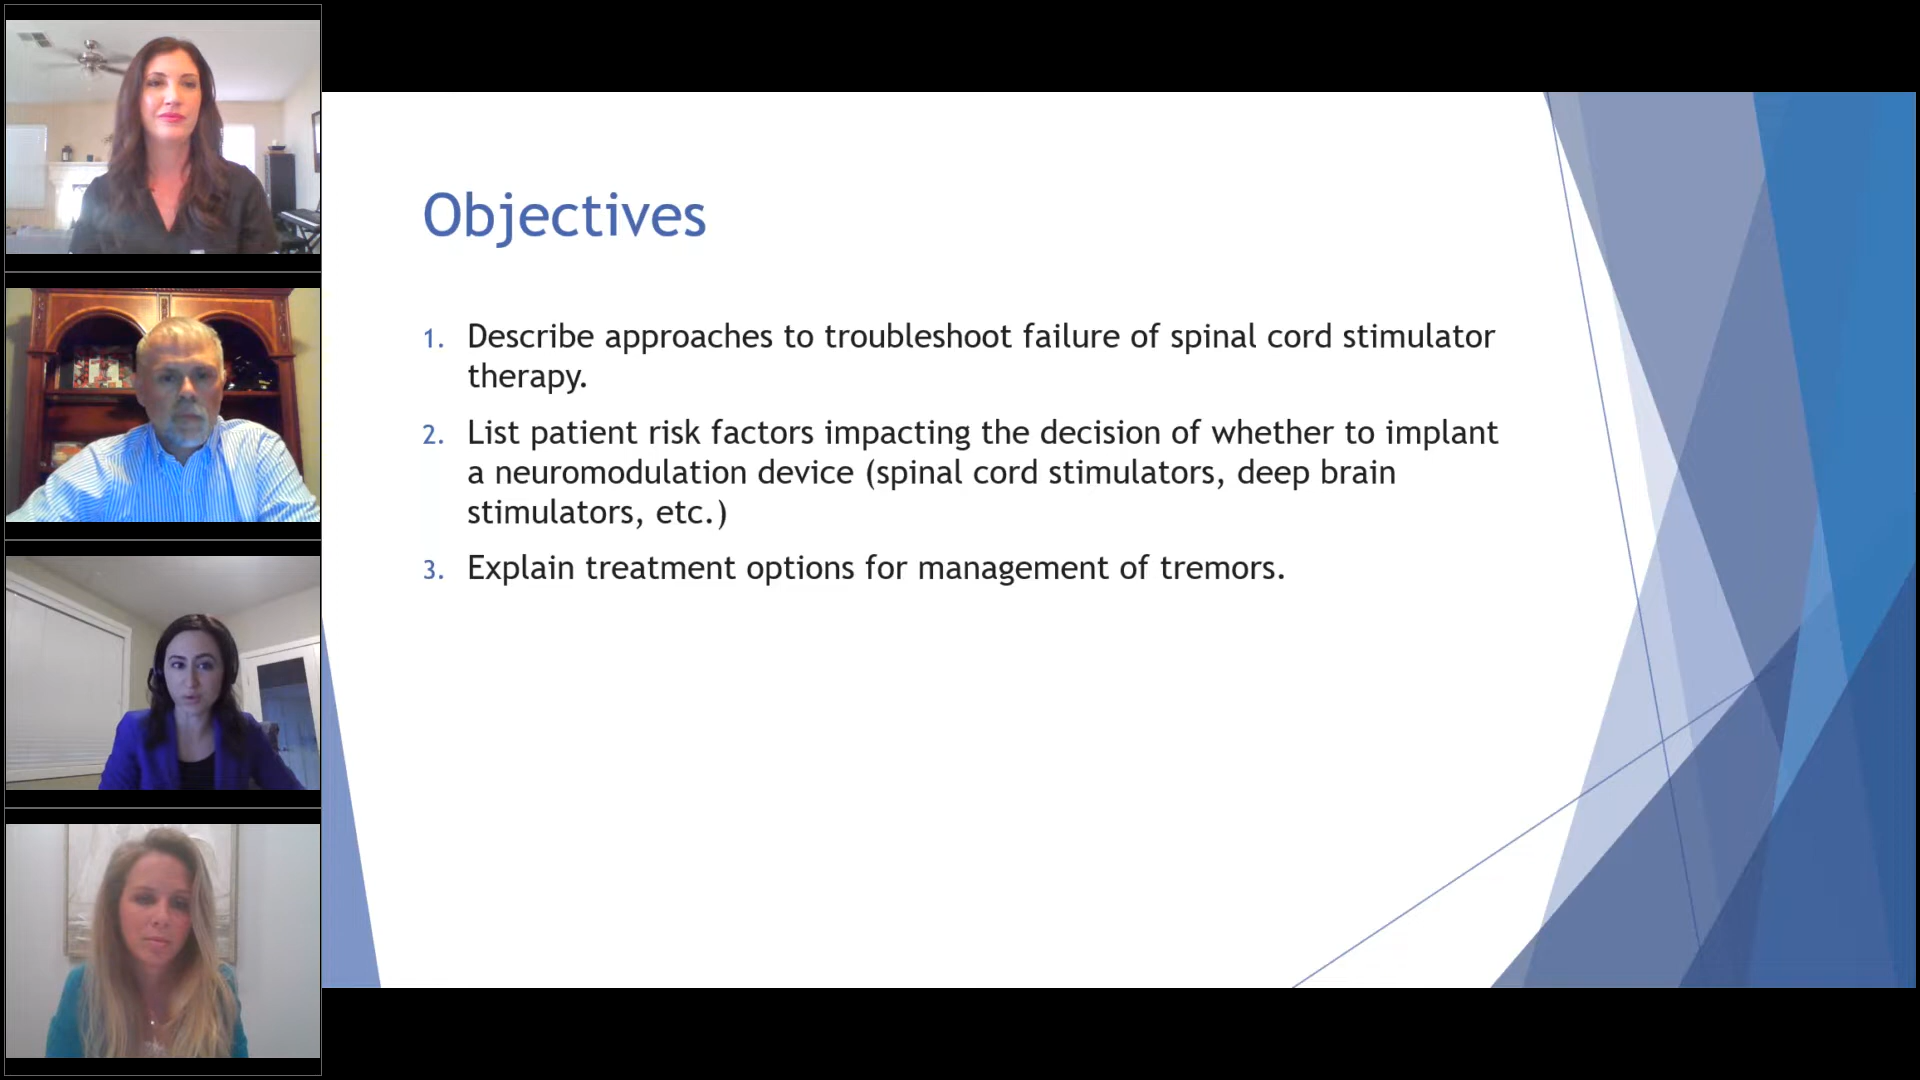 Objectives
1. Describe approaches to troubleshoot failure of spinal cord stimulator
therapy.
2. List patient risk factors impacting the decision of whether to implant
a neuromodulation device (spinal cord stimulators, deep brain
stimulators, etc.)
3. Explain treatment options for management of tremors.